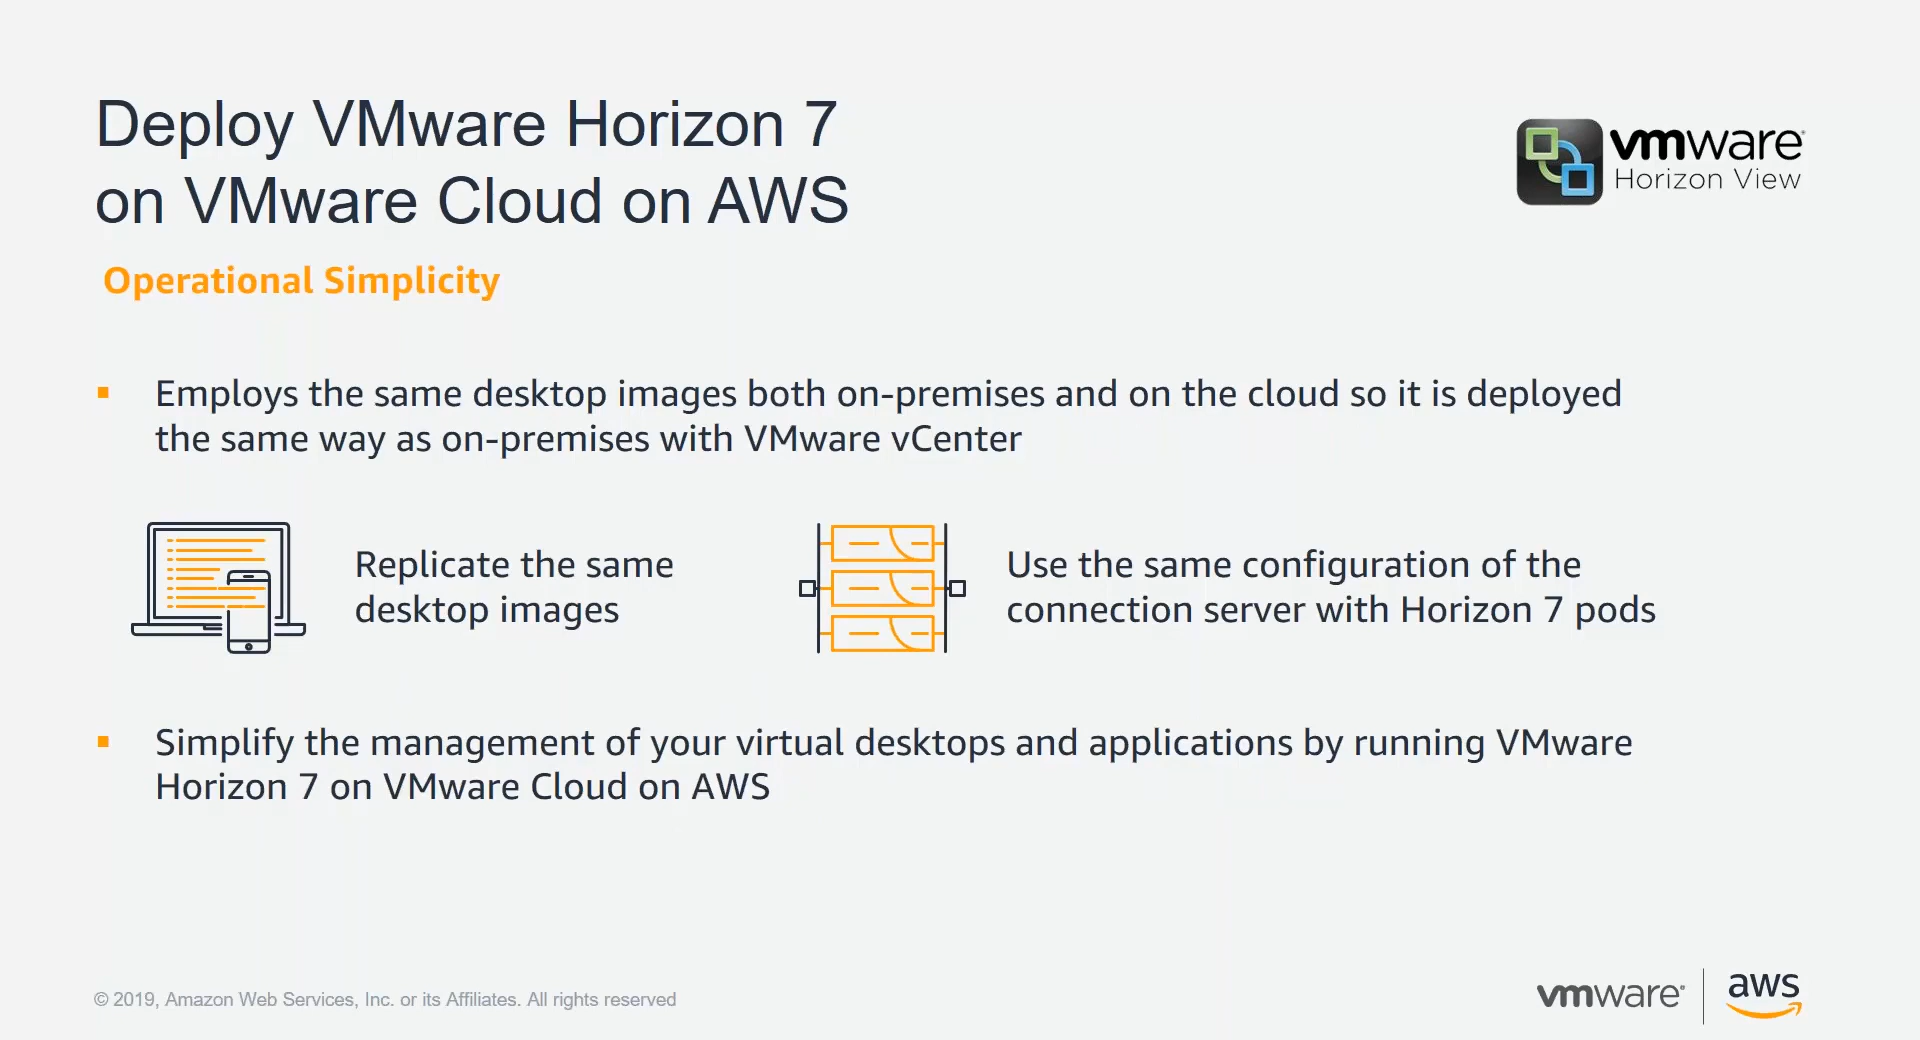 Deploy VMware Horizon 7
on VMware Cloud on AWS
vmware®
Horizon View
Operational Simplicity
▪ Employs the same desktop images both on-premises and on the cloud so it is deployed
the same way as on-premises with VMware vCenter
Replicate the same
desktop images
Use the same configuration of the
connection server with Horizon 7 pods
▪ Simplify the management of your virtual desktops and applications by running VMware
Horizon 7 on VMware Cloud on AWS
© 2019, Amazon Web Services, Inc. or its Affiliates. All rights reserved
vmware®
aws